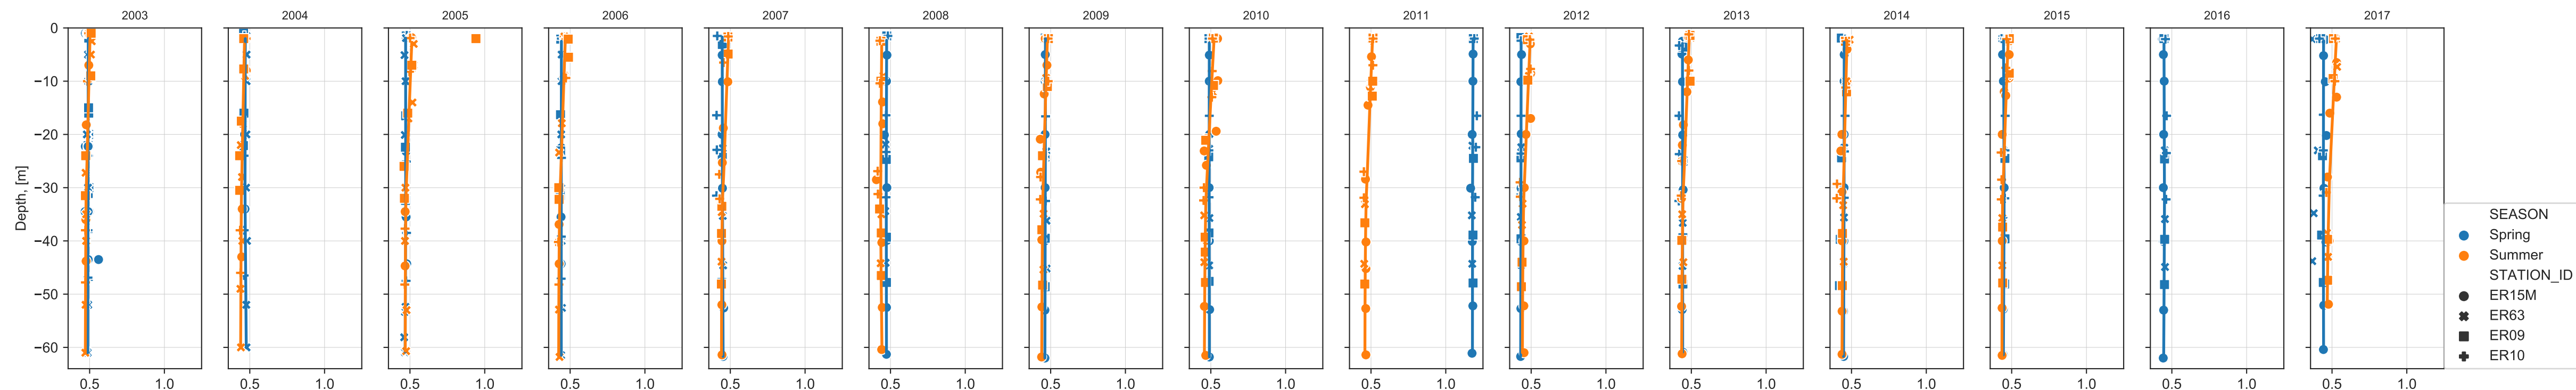 2003 2004 2005 2006 2007 2008 2009 2010 2011 2012 2013 2014 2015 2016 2017
0
−10
−20
−30
−40
−50
−60
Depth, [m]
SEASON
Spring
Summer
STATION_ID
ER15M
ER63
ER09
ER10
0.5 1.0 0.5 1.0 0.5 1.0 0.5 1.0 0.5 1.0 0.5 1.0 0.5 1.0 0.5 1.0 0.5 1.0 0.5 1.0 0.5 1.0 0.5 1.0 0.5 1.0 0.5 1.0 0.5 1.0